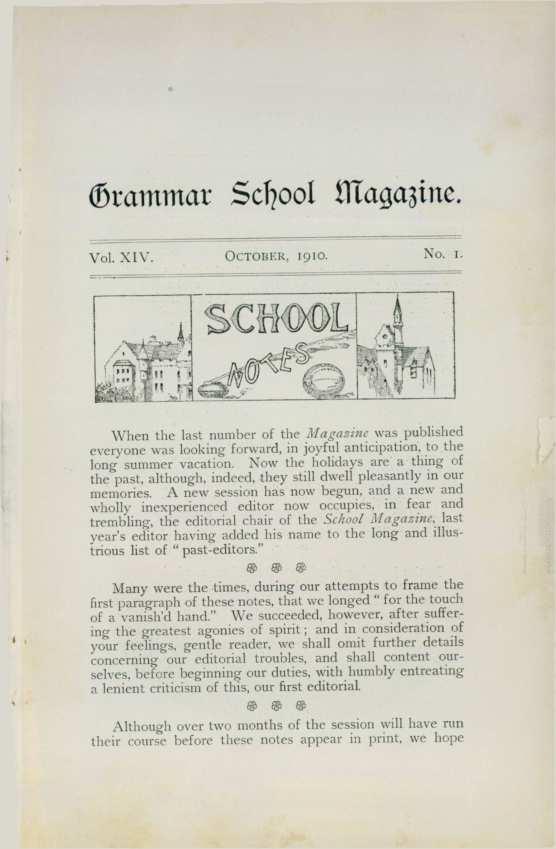 Grammar School Magazine.
Vol. XIV. October, 1910. No. 1.
SCHOOL
NOTES
When the last number of the Magazine was published
everyone was looking forward, in joyful anticipation, to the
long summer vacation. Now the holidays are a thing of
the past, although, indeed, they still dwell pleasantly in our
memories. A new session has now begun, and a new and
wholly inexperienced editor now occupies, in fear and
trembling, the editorial chair of the School Magazine, last
year's editor having added his name to the long and illus-
trious list of "past-editors."
Many were the times, during our attempts to frame the
first paragraph of these notes, that we longed "for the touch
of a vanish'd hand." We succeeded, however, after suffer-
ing the greatest agonies of spirit; and in consideration of
your feelings, gentle reader, we shall omit further details
concerning our editorial troubles, and shall content our-
selves, before beginning our duties, with humbly entreating
a lenient criticism of this, our first editorial.
Although over two months of the session will have run
their course before these notes appear in print, we hope